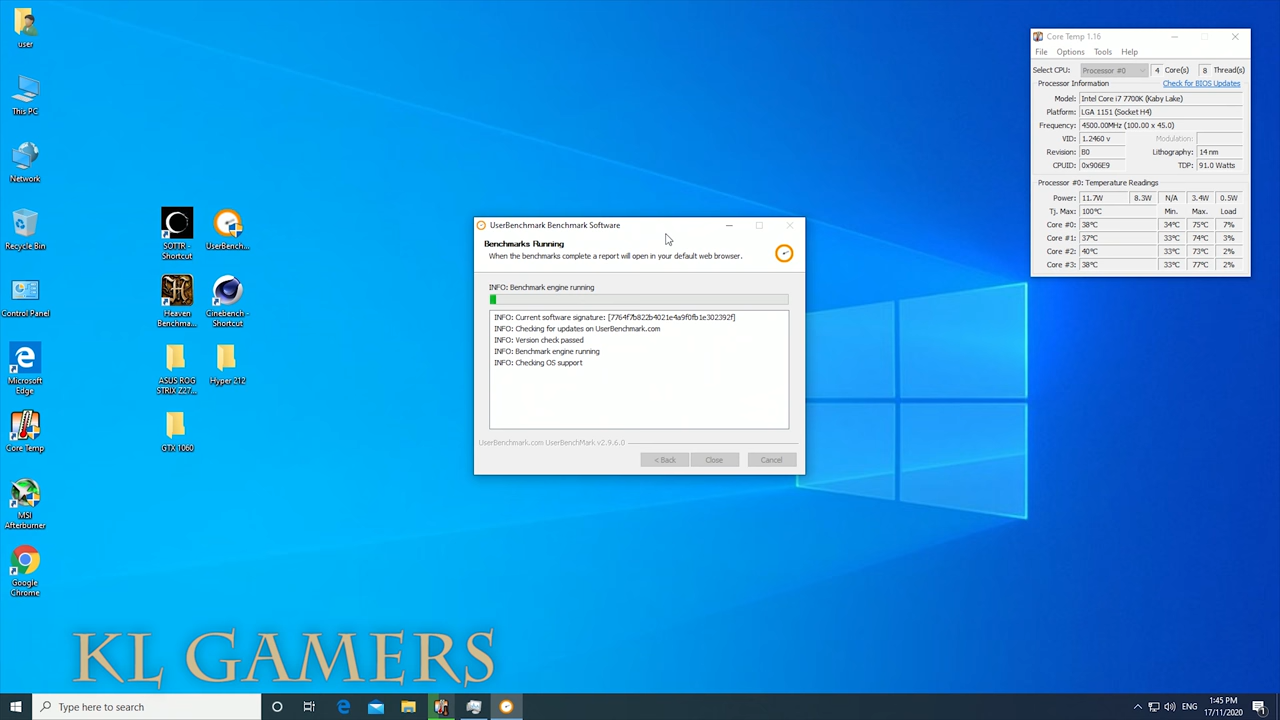 user
This PC
Network
Recycle Bin
Control Panel
Microsoft
Edge
Core Temp
MSI
Afterburner
Google
Chrome
SOTTR -
Shortcut
UserBench...
Heaven
Benchma...
Cinebench -
Shortcut
ASUS ROG
STRIX Z27...
Hyper 212
GTX 1060
UserBenchmark Benchmark Software
Benchmarks Running
When the benchmarks complete a report will open in your default web browser.
INFO: Benchmark engine running
INFO: Current software signature: [7764f7b822b4021e4a9f0fb1e302392f]
INFO: Checking for updates on UserBenchmark.com
INFO: Version check passed
INFO: Benchmark engine running
INFO: Checking OS support
UserBenchmark.com UserBenchMark v2.9.6.0
< Back Close Cancel
Core Temp 1.16
File Options Tools Help
Select CPU: Processor #0 4 Core(s) 8 Thread(s)
Processor Information Check for BIOS Updates
Model: Intel Core i7 7700K (Kaby Lake)
Platform: LGA 1151 (Socket H4)
Frequency: 4500.00MHz (100.00 x 45.0)
VID: 1.2460 v Modulation:
Revision: B0 Lithography: 14 nm
CPUID: 0x906E9 TDP: 91.0 Watts
Processor #0: Temperature Readings
Power: 11.7W 8.3W N/A 3.4W 0.5W
Tj. Max: 100°C Min. Max. Load
Core #0: 38°C 34°C 75°C 7%
Core #1: 37°C 33°C 74°C 3%
Core #2: 40°C 33°C 73°C 2%
Core #3: 38°C 33°C 77°C 2%
KL GAMERS
Type here to search
ENG
1:45 PM
17/11/2020
1